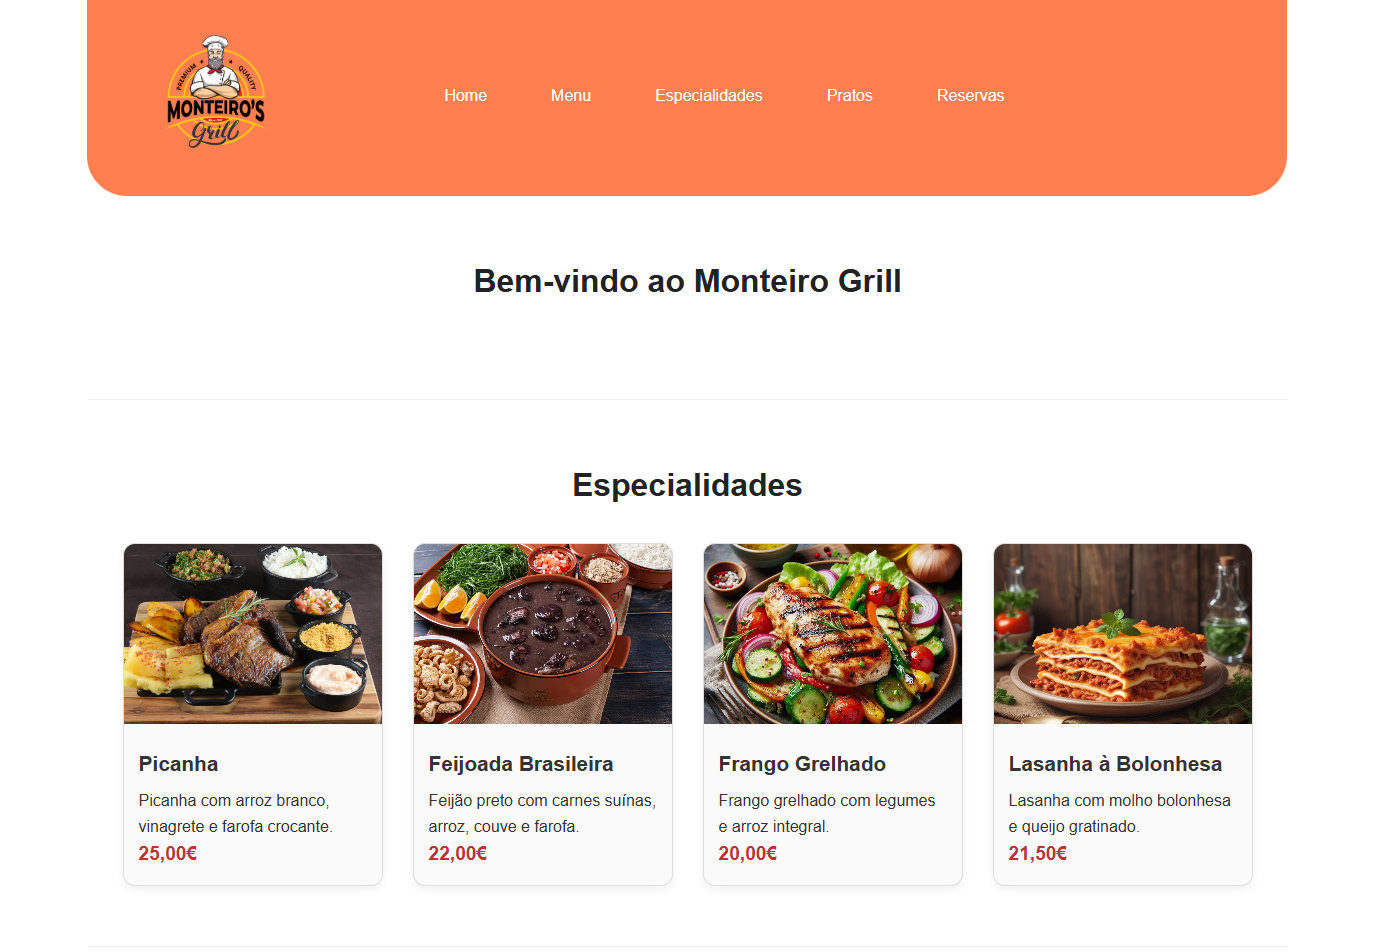 PREMIUM QUALITY
MONTEIRO'S
Grill
Home Menu Especialidades Pratos Reservas
Bem-vindo ao Monteiro Grill
Especialidades
Picanha
Picanha com arroz branco,
vinagrete e farofa crocante.
25,00€
Feijoada Brasileira
Feijão preto com carnes suínas,
arroz, couve e farofa.
22,00€
Frango Grelhado
Frango grelhado com legumes
e arroz integral.
20,00€
Lasanha à Bolonhesa
Lasanha com molho bolonhesa
e queijo gratinado.
21,50€